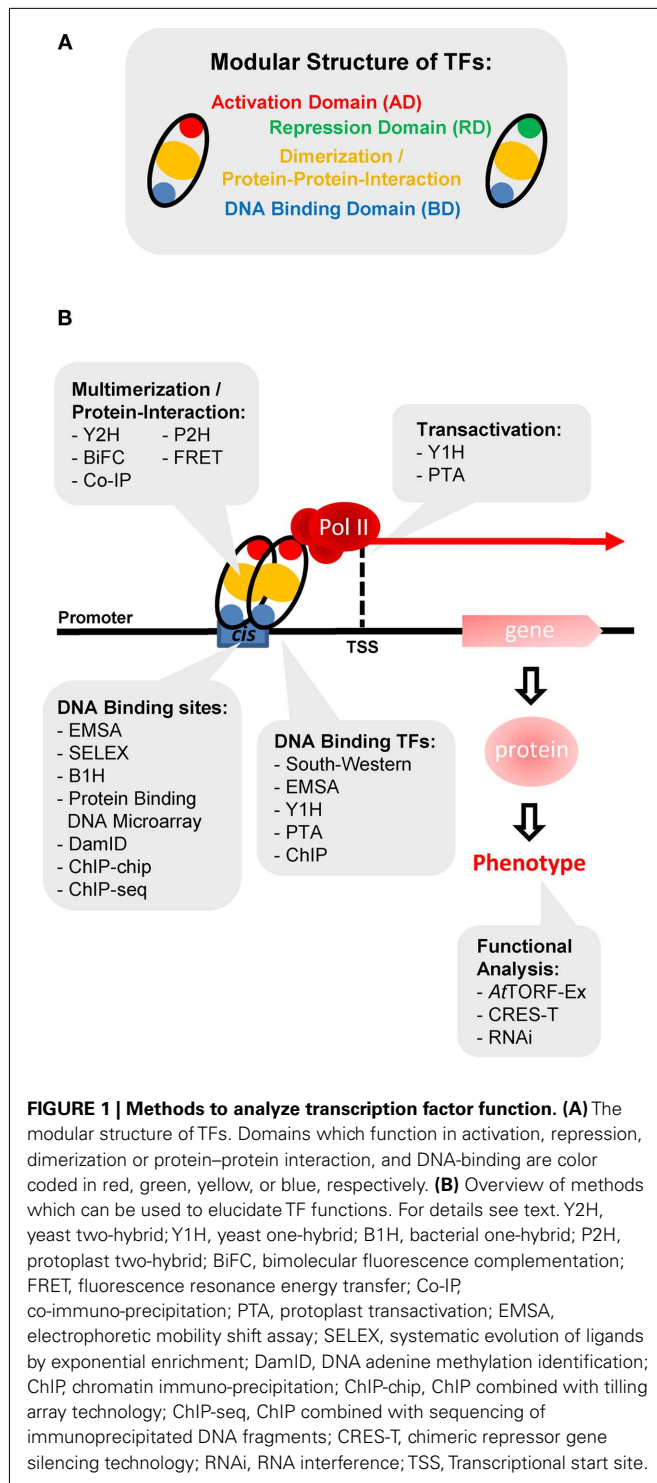 A
Modular Structure of TFs:
Activation Domain (AD)
Repression Domain (RD)
Dimerization /
Protein-Protein-Interaction
DNA Binding Domain (BD)
B
Multimerization /
Protein-Interaction:
- Y2H - P2H
- BiFC - FRET
- Co-IP
Transactivation:
- Y1H
- PTA
Pol II
Promoter
cis
TSS
gene
DNA Binding sites:
- EMSA
- SELEX
- B1H
- Protein Binding
DNA Microarray
- DamID
- ChIP-chip
- ChIP-seq
DNA Binding TFs:
- South-Western
- EMSA
- Y1H
- PTA
- ChIP
protein
Phenotype
Functional
Analysis:
- AtTORF-Ex
- CRES-T
- RNAi
FIGURE 1 | Methods to analyze transcription factor function. (A) The
modular structure of TFs. Domains which function in activation, repression,
dimerization or protein–protein interaction, and DNA-binding are color
coded in red, green, yellow, or blue, respectively. (B) Overview of methods
which can be used to elucidate TF functions. For details see text. Y2H,
yeast two-hybrid; Y1H, yeast one-hybrid; B1H, bacterial one-hybrid; P2H,
protoplast two-hybrid; BiFC, bimolecular fluorescence complementation;
FRET, fluorescence resonance energy transfer; Co-IP,
co-immuno-precipitation; PTA, protoplast transactivation; EMSA,
electrophoretic mobility shift assay; SELEX, systematic evolution of ligands
by exponential enrichment; DamID, DNA adenine methylation identification;
ChIP, chromatin immuno-precipitation; ChIP-chip, ChIP combined with tilling
array technology; ChIP-seq, ChIP combined with sequencing of
immunoprecipitated DNA fragments; CRES-T, chimeric repressor gene
silencing technology; RNAi, RNA interference; TSS, Transcriptional start site.